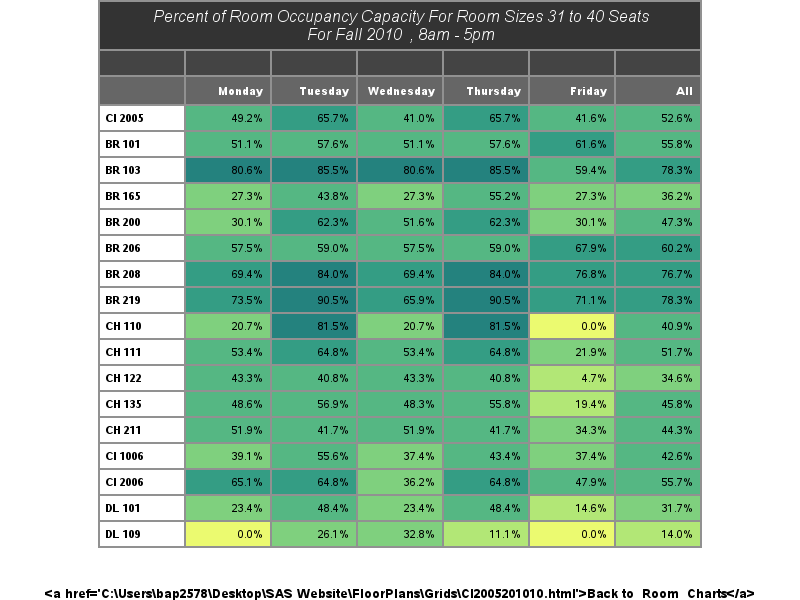 Percent of Room Occupancy Capacity For Room Sizes 31 to 40 Seats
For Fall 2010 , 8am - 5pm
Monday Tuesday Wednesday Thursday Friday All
CI 2005 49.2% 65.7% 41.0% 65.7% 41.6% 52.6%
BR 101 51.1% 57.6% 51.1% 57.6% 61.6% 55.8%
BR 103 80.6% 85.5% 80.6% 85.5% 59.4% 78.3%
BR 165 27.3% 43.8% 27.3% 55.2% 27.3% 36.2%
BR 200 30.1% 62.3% 51.6% 62.3% 30.1% 47.3%
BR 206 57.5% 59.0% 57.5% 59.0% 67.9% 60.2%
BR 208 69.4% 84.0% 69.4% 84.0% 76.8% 76.7%
BR 219 73.5% 90.5% 65.9% 90.5% 71.1% 78.3%
CH 110 20.7% 81.5% 20.7% 81.5% 0.0% 40.9%
CH 111 53.4% 64.8% 53.4% 64.8% 21.9% 51.7%
CH 122 43.3% 40.8% 43.3% 40.8% 4.7% 34.6%
CH 135 48.6% 56.9% 48.3% 55.8% 19.4% 45.8%
CH 211 51.9% 41.7% 51.9% 41.7% 34.3% 44.3%
CI 1006 39.1% 55.6% 37.4% 43.4% 37.4% 42.6%
CI 2006 65.1% 64.8% 36.2% 64.8% 47.9% 55.7%
DL 101 23.4% 48.4% 23.4% 48.4% 14.6% 31.7%
DL 109 0.0% 26.1% 32.8% 11.1% 0.0% 14.0%
<a href='C:\Users\bap2578\Desktop\SAS Website\FloorPlans\Grids\CI2005201010.html'>Back to Room Charts</a>